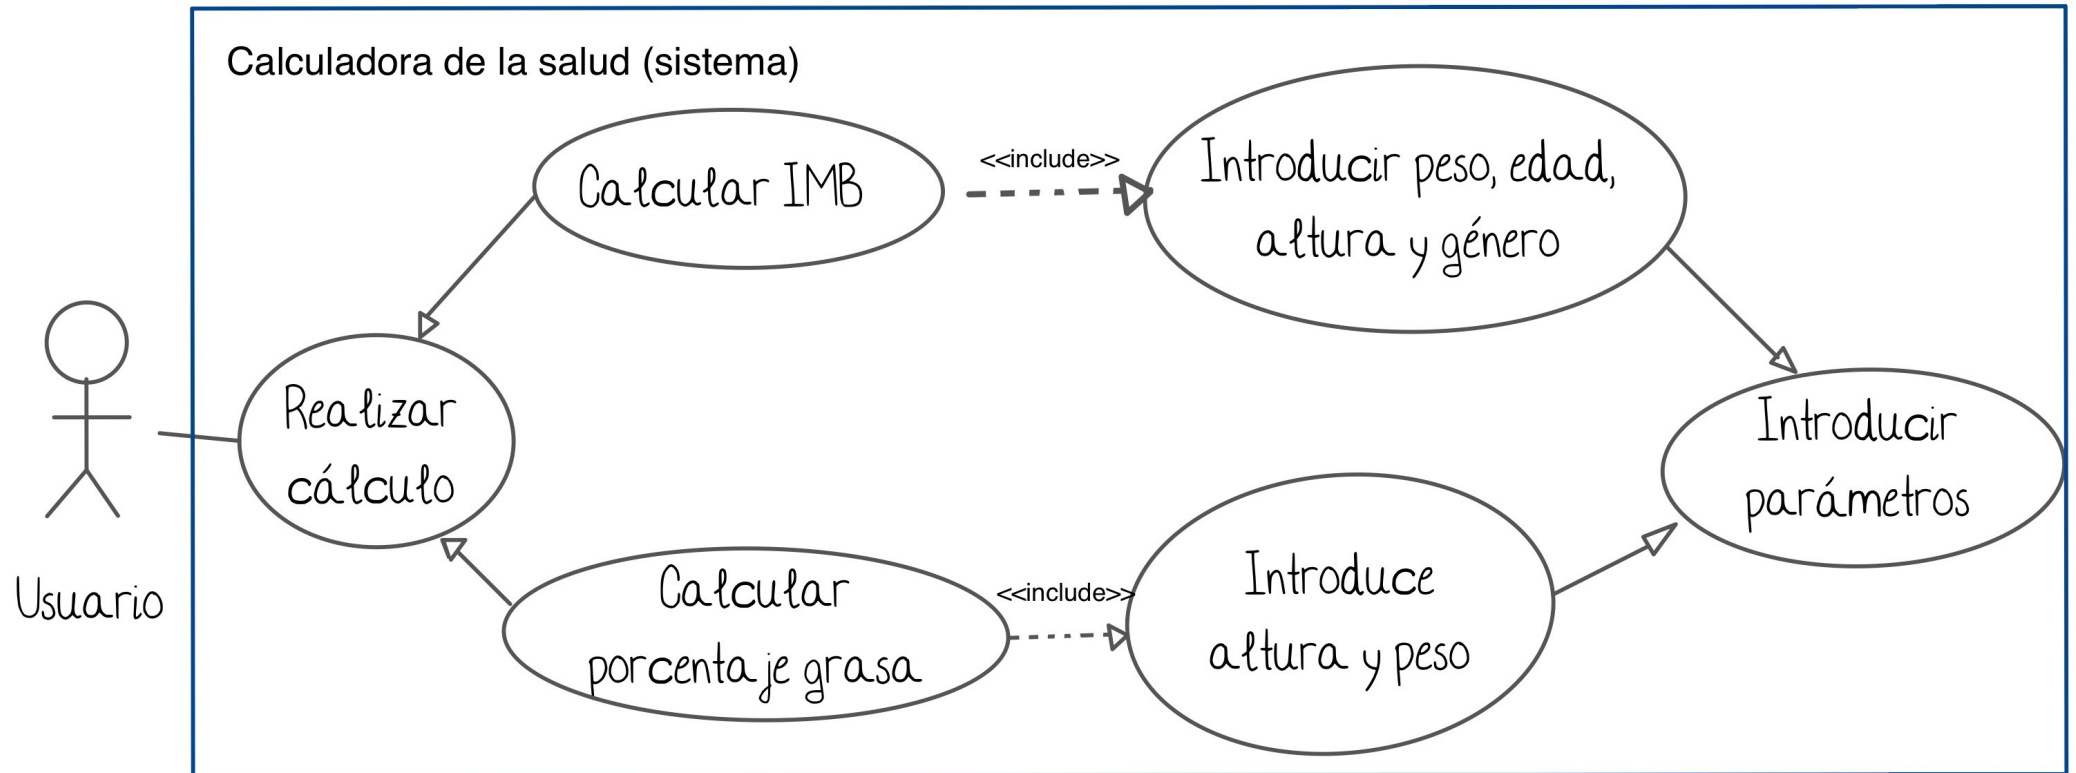 Calculadora de la salud (sistema)
Calcular IMB
<<include>>
Introducir peso, edad,
altura y género
Realizar
cálculo
Introducir
parámetros
Usuario
Calcular
porcentaje grasa
<<include>>
Introduce
altura y peso